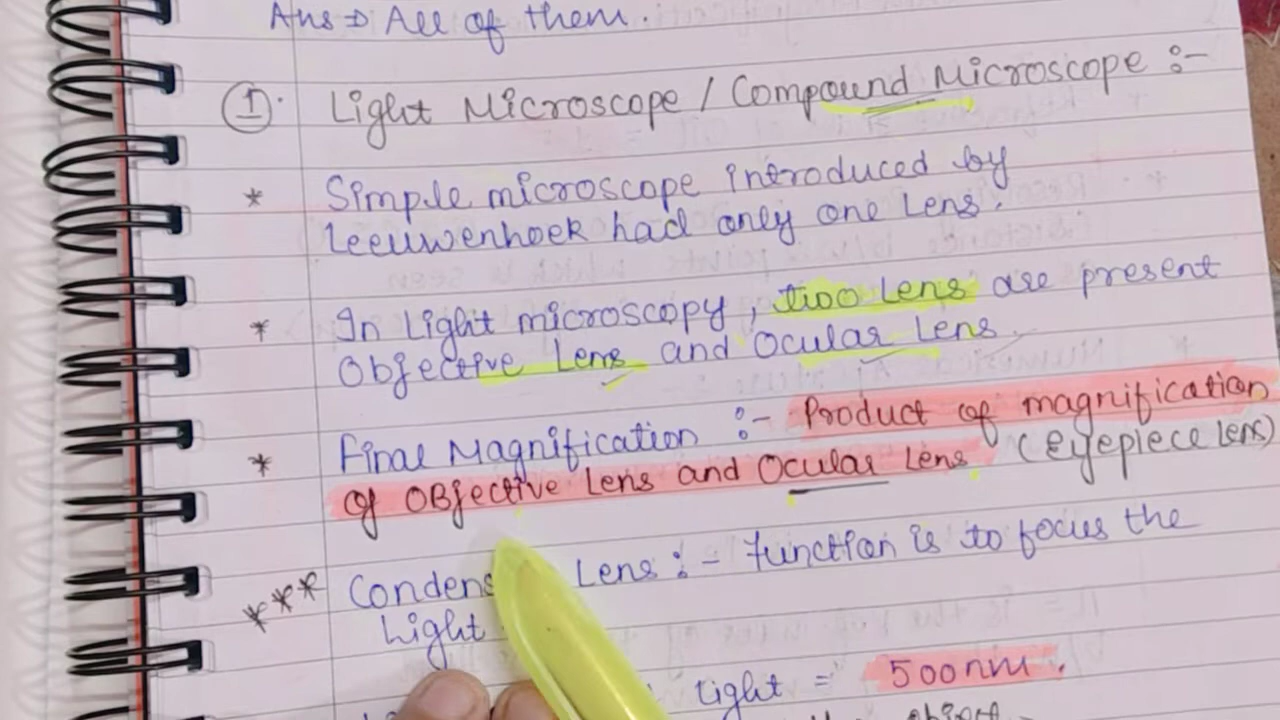 Ans ⇒ All of them.
① Light Microscope / Compound Microscope :-
* Simple microscope introduced by
Leeuwenhoek had only one Lens.
* In Light microscopy, two Lens are present
Objective Lens and Ocular Lens.
* Final Magnification :- Product of magnification
of Objective Lens and Ocular Lens (Eyepiece Lens)
*** Condens Lens :- function is to focus the
Light
Light = 500nm.
object